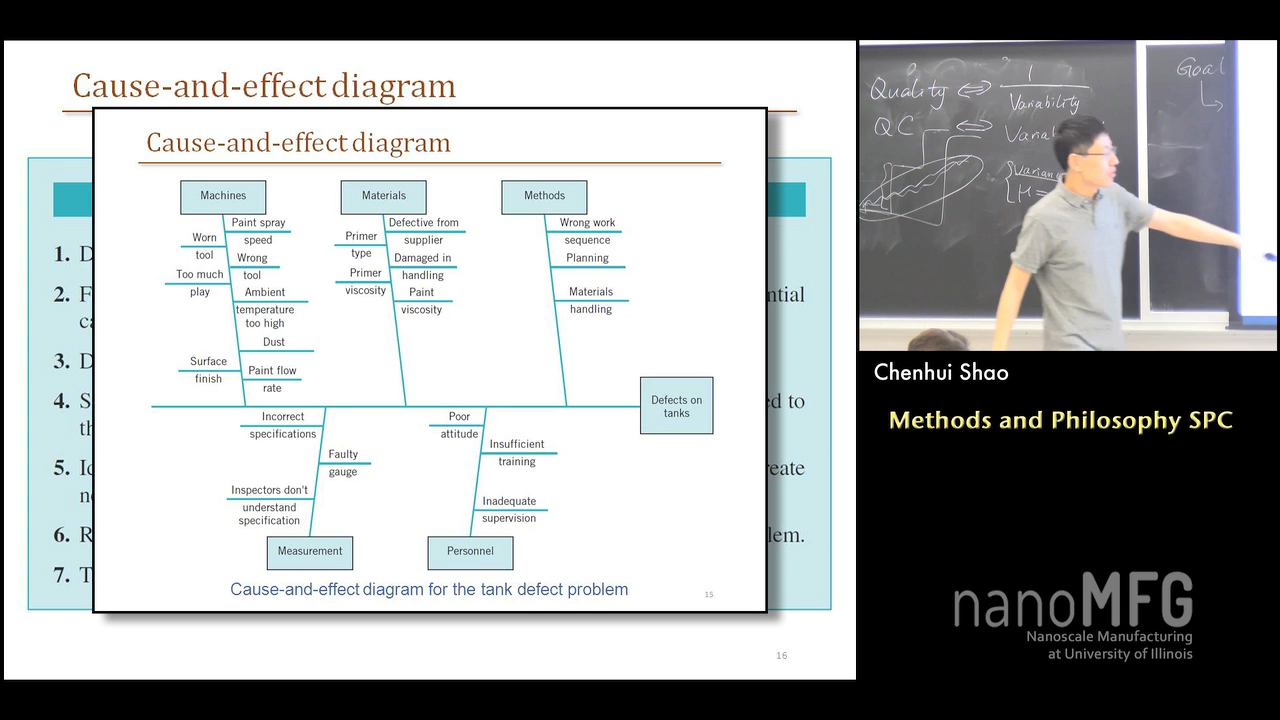 Cause-and-effect diagram
Cause-and-effect diagram
Machines
Materials
Methods
Paint spray
speed
Worn
tool
Wrong
tool
Too much
play
Ambient
temperature
too high
Dust
Surface
finish
Paint flow
rate
Defective from
supplier
Primer
type
Damaged in
handling
Primer
viscosity
Paint
viscosity
Wrong work
sequence
Planning
Materials
handling
Defects on
tanks
Incorrect
specifications
Faulty
gauge
Inspectors don't
understand
specification
Poor
attitude
Insufficient
training
Inadequate
supervision
Measurement
Personnel
Cause-and-effect diagram for the tank defect problem
15
1. D
2. F
ntial
ca
3. D
4. S
ed to
th
5. Id
reate
ne
6. R
lem.
7. T
16
Quality ⇔ 1
Variability
QC ⇔
Goal
Chenhui Shao
Methods and Philosophy SPC
nanoMFG
Nanoscale Manufacturing
at University of Illinois